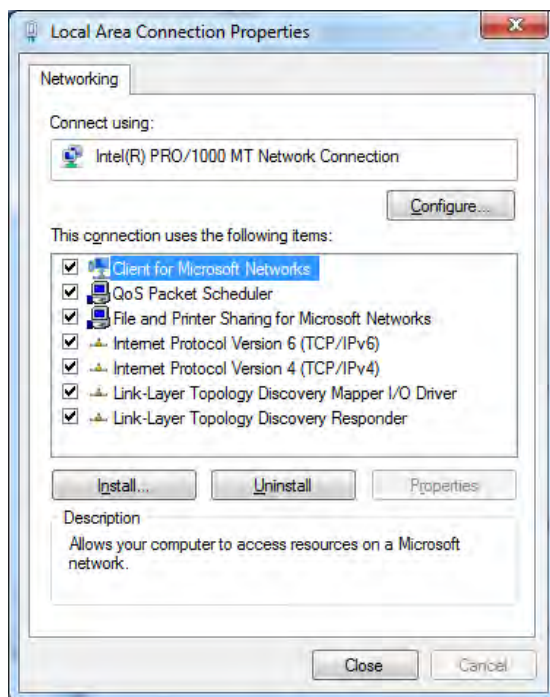 Local Area Connection Properties
Networking
Connect using:
Intel(R) PRO/1000 MT Network Connection
Configure...
This connection uses the following items:
Client for Microsoft Networks
QoS Packet Scheduler
File and Printer Sharing for Microsoft Networks
Internet Protocol Version 6 (TCP/IPv6)
Internet Protocol Version 4 (TCP/IPv4)
Link-Layer Topology Discovery Mapper I/O Driver
Link-Layer Topology Discovery Responder
Install... Uninstall Properties
Description
Allows your computer to access resources on a Microsoft
network.
Close Cancel